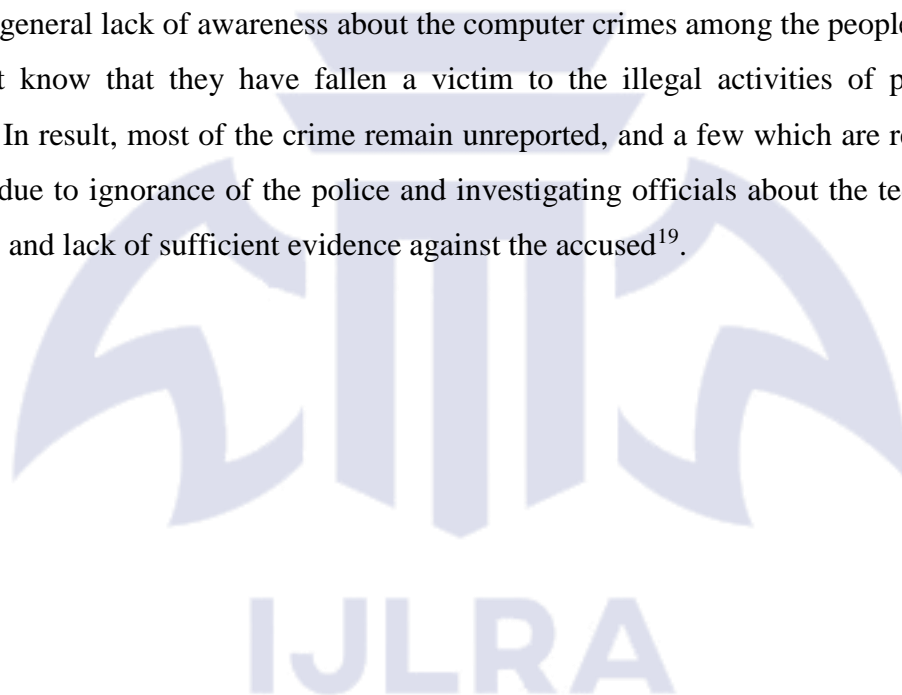 general lack of awareness about the computer crimes among the people
t know that they have fallen a victim to the illegal activities of p
In result, most of the crime remain unreported, and a few which are re
due to ignorance of the police and investigating officials about the te
and lack of sufficient evidence against the accused19.
IJLRA